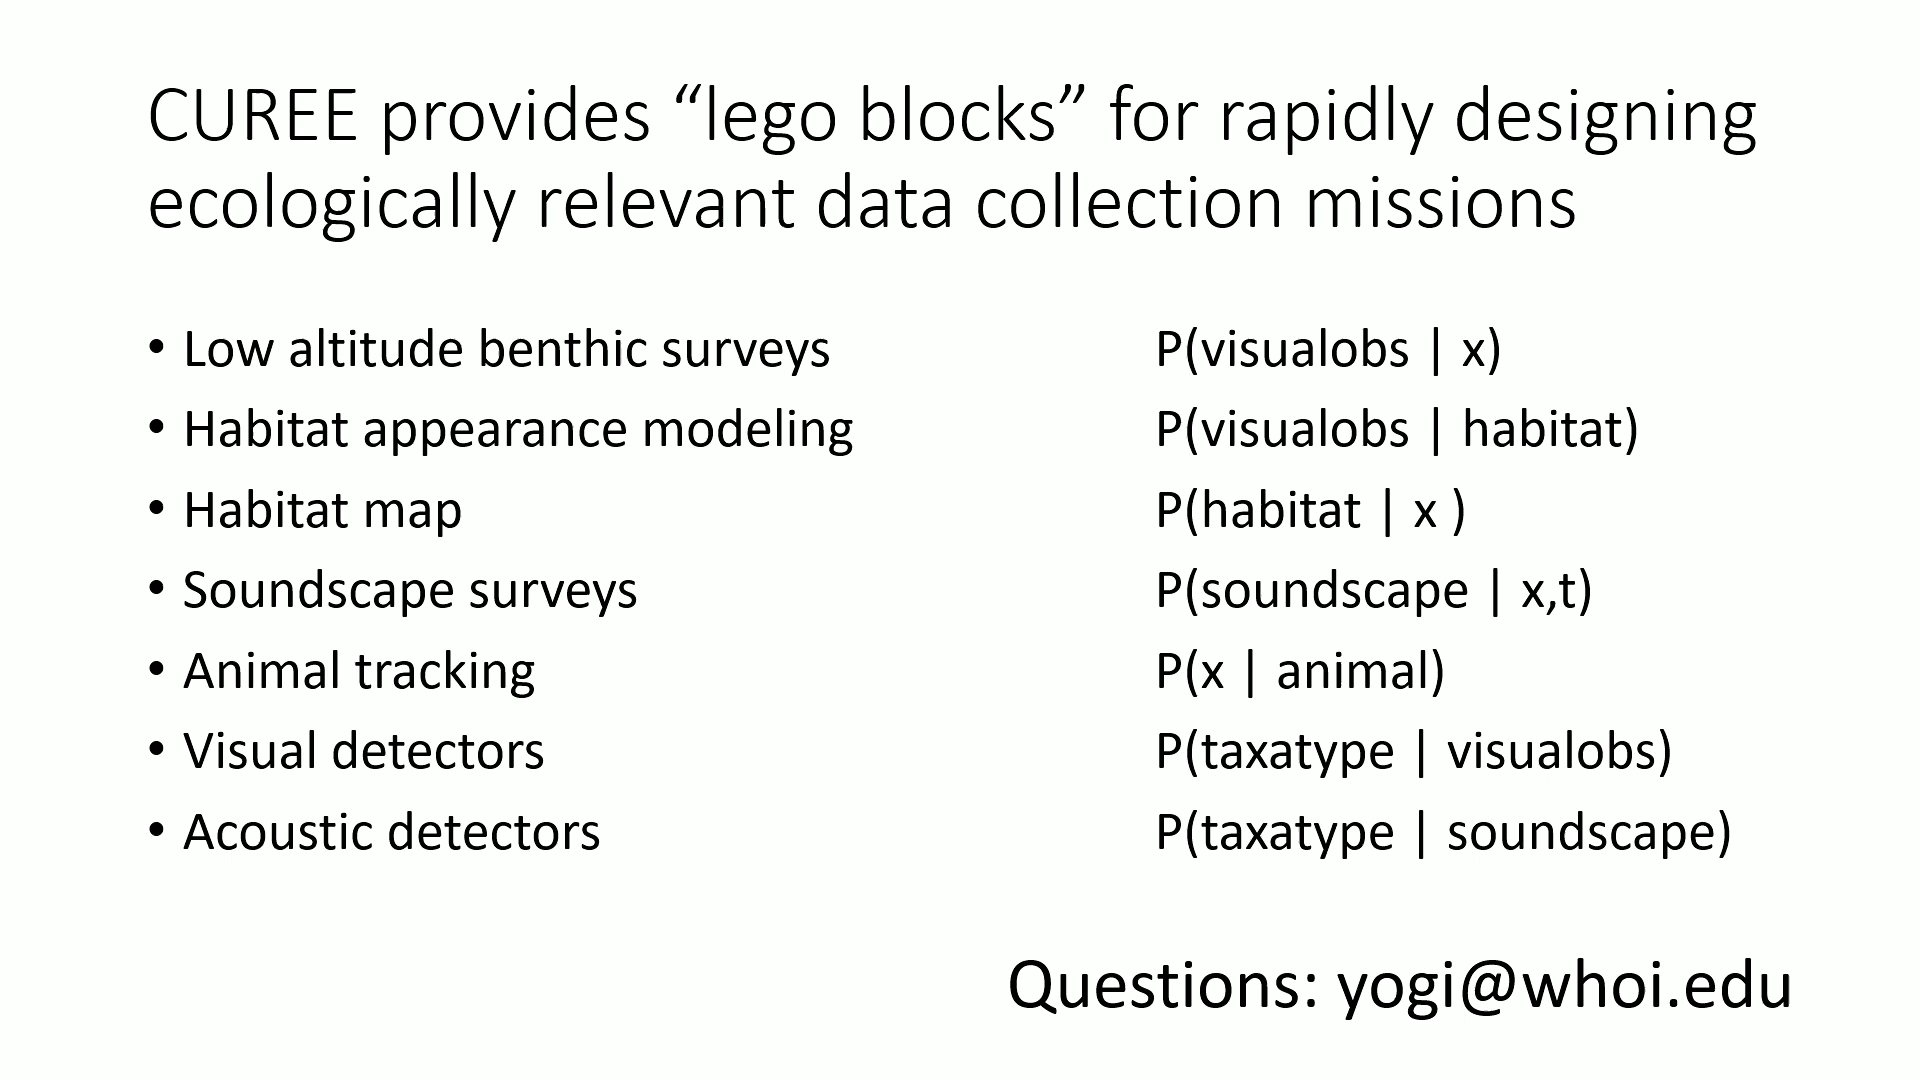 CUREE provides “lego blocks” for rapidly designing
ecologically relevant data collection missions
• Low altitude benthic surveys P(visualobs | x)
• Habitat appearance modeling P(visualobs | habitat)
• Habitat map P(habitat | x )
• Soundscape surveys P(soundscape | x,t)
• Animal tracking P(x | animal)
• Visual detectors P(taxatype | visualobs)
• Acoustic detectors P(taxatype | soundscape)
Questions: yogi@whoi.edu